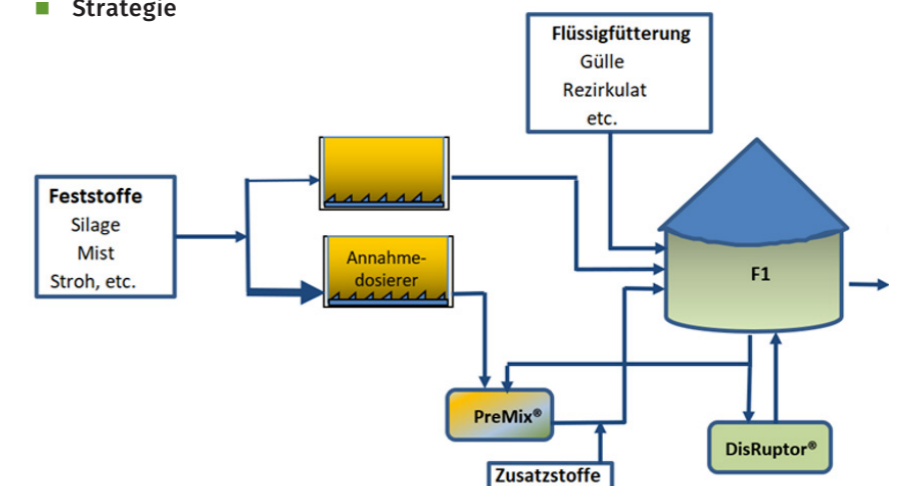 Strategie
Flüssigfütterung
Gülle
Rezirkulat
etc.
Feststoffe
Silage
Mist
Stroh, etc.
Annahme-
dosierer
F1
PreMix®
DisRuptor®
Zusatzstoffe